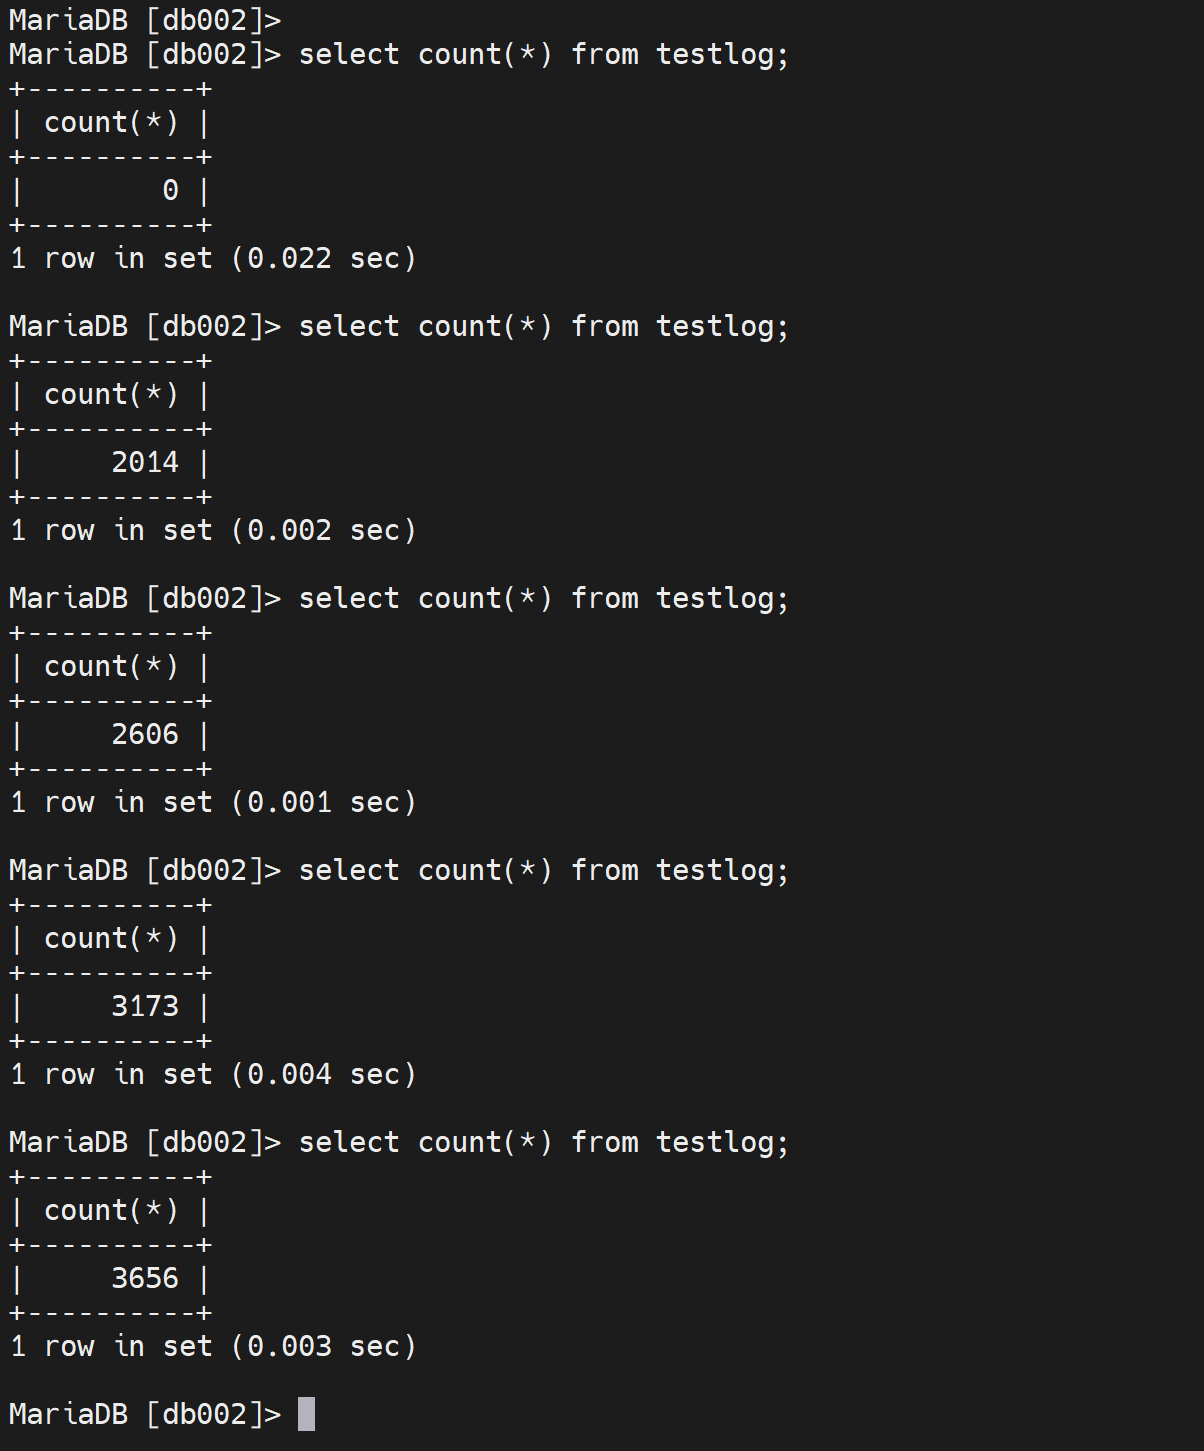 MariaDB [db002]>
MariaDB [db002]> select count(*) from testlog;
+----------+
| count(*) |
+----------+
|        0 |
+----------+
1 row in set (0.022 sec)

MariaDB [db002]> select count(*) from testlog;
+----------+
| count(*) |
+----------+
|     2014 |
+----------+
1 row in set (0.002 sec)

MariaDB [db002]> select count(*) from testlog;
+----------+
| count(*) |
+----------+
|     2606 |
+----------+
1 row in set (0.001 sec)

MariaDB [db002]> select count(*) from testlog;
+----------+
| count(*) |
+----------+
|     3173 |
+----------+
1 row in set (0.004 sec)

MariaDB [db002]> select count(*) from testlog;
+----------+
| count(*) |
+----------+
|     3656 |
+----------+
1 row in set (0.003 sec)

MariaDB [db002]>